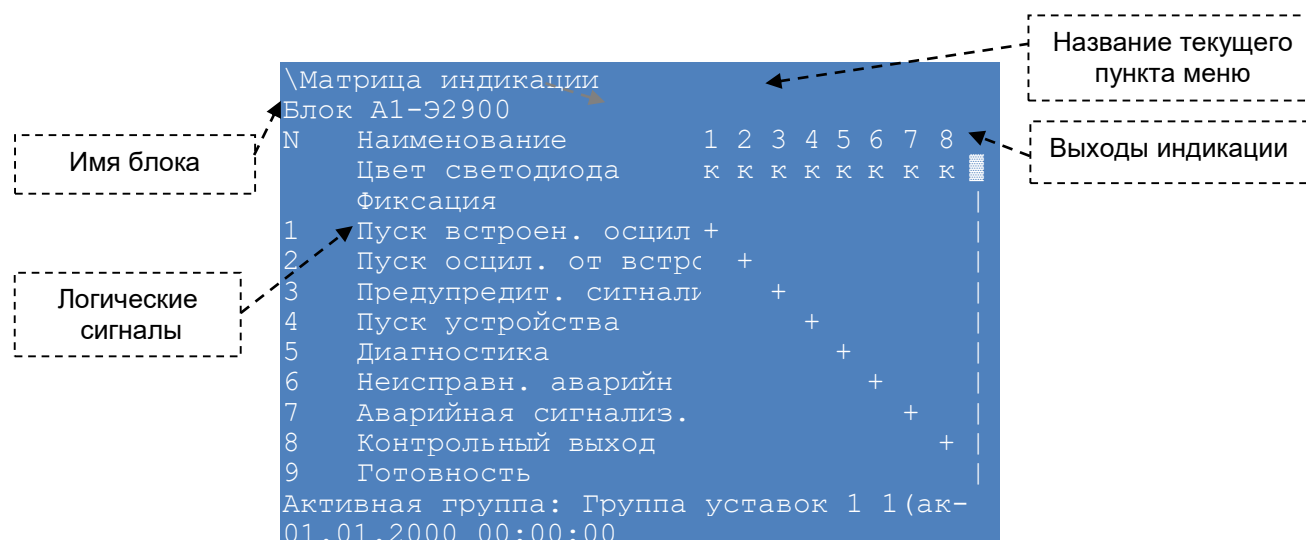 Название текущего
пункта меню
\Матрица индикации
Блок А1-Э2900
Имя блока
N Наименование 1 2 3 4 5 6 7 8
Выходы индикации
Цвет светодиода к к к к к к к к
Фиксация |
1 Пуск встроен. осцил + |
2 Пуск осцил. от встро + |
3 Предупредит. сигнали + |
Логические
сигналы
4 Пуск устройства + |
5 Диагностика + |
6 Неисправн. аварийн + |
7 Аварийная сигнализ. + |
8 Контрольный выход + |
9 Готовность |
Активная группа: Группа уставок 1 1(ак-
01.01.2000 00:00:00